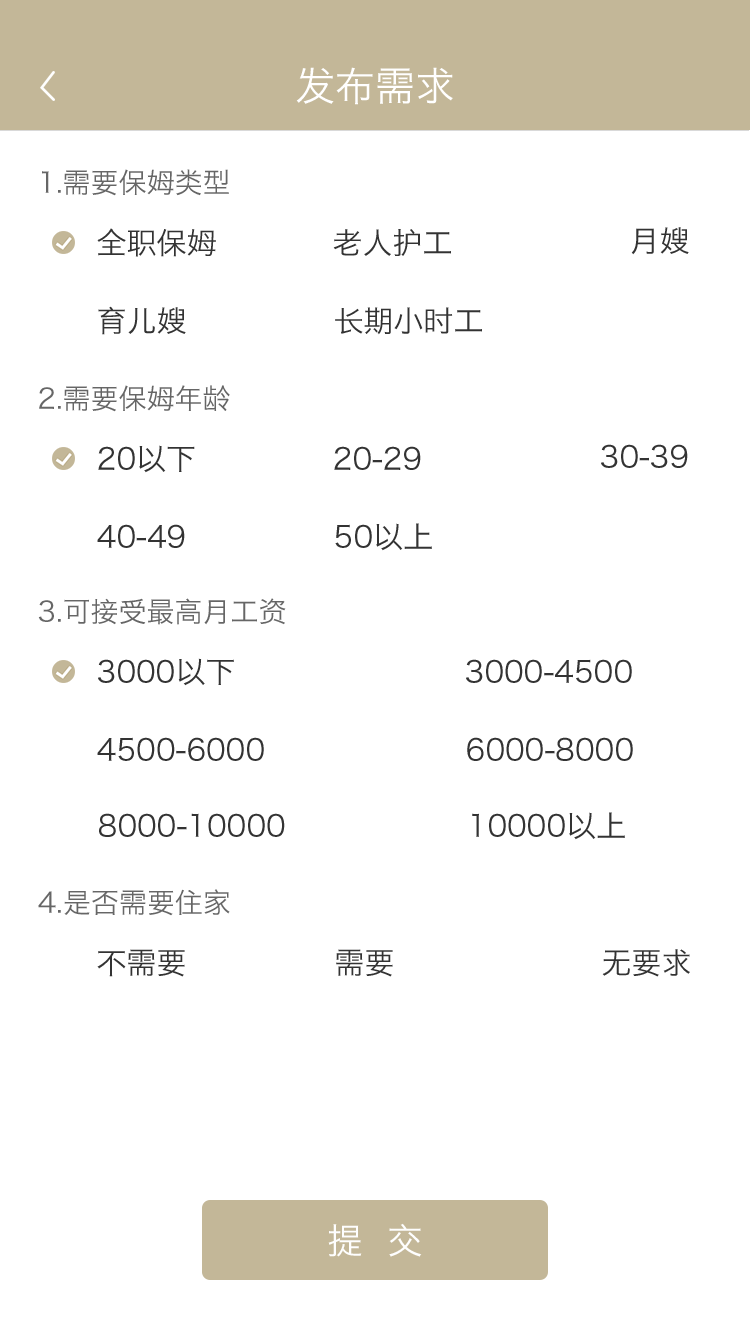 发布需求
1.需要保姆类型
全职保姆 老人护工 月嫂
育儿嫂 长期小时工
2.需要保姆年龄
20以下 20-29 30-39
40-49 50以上
3.可接受最高月工资
3000以下 3000-4500
4500-6000 6000-8000
8000-10000 10000以上
4.是否需要住家
不需要 需要 无要求
提 交